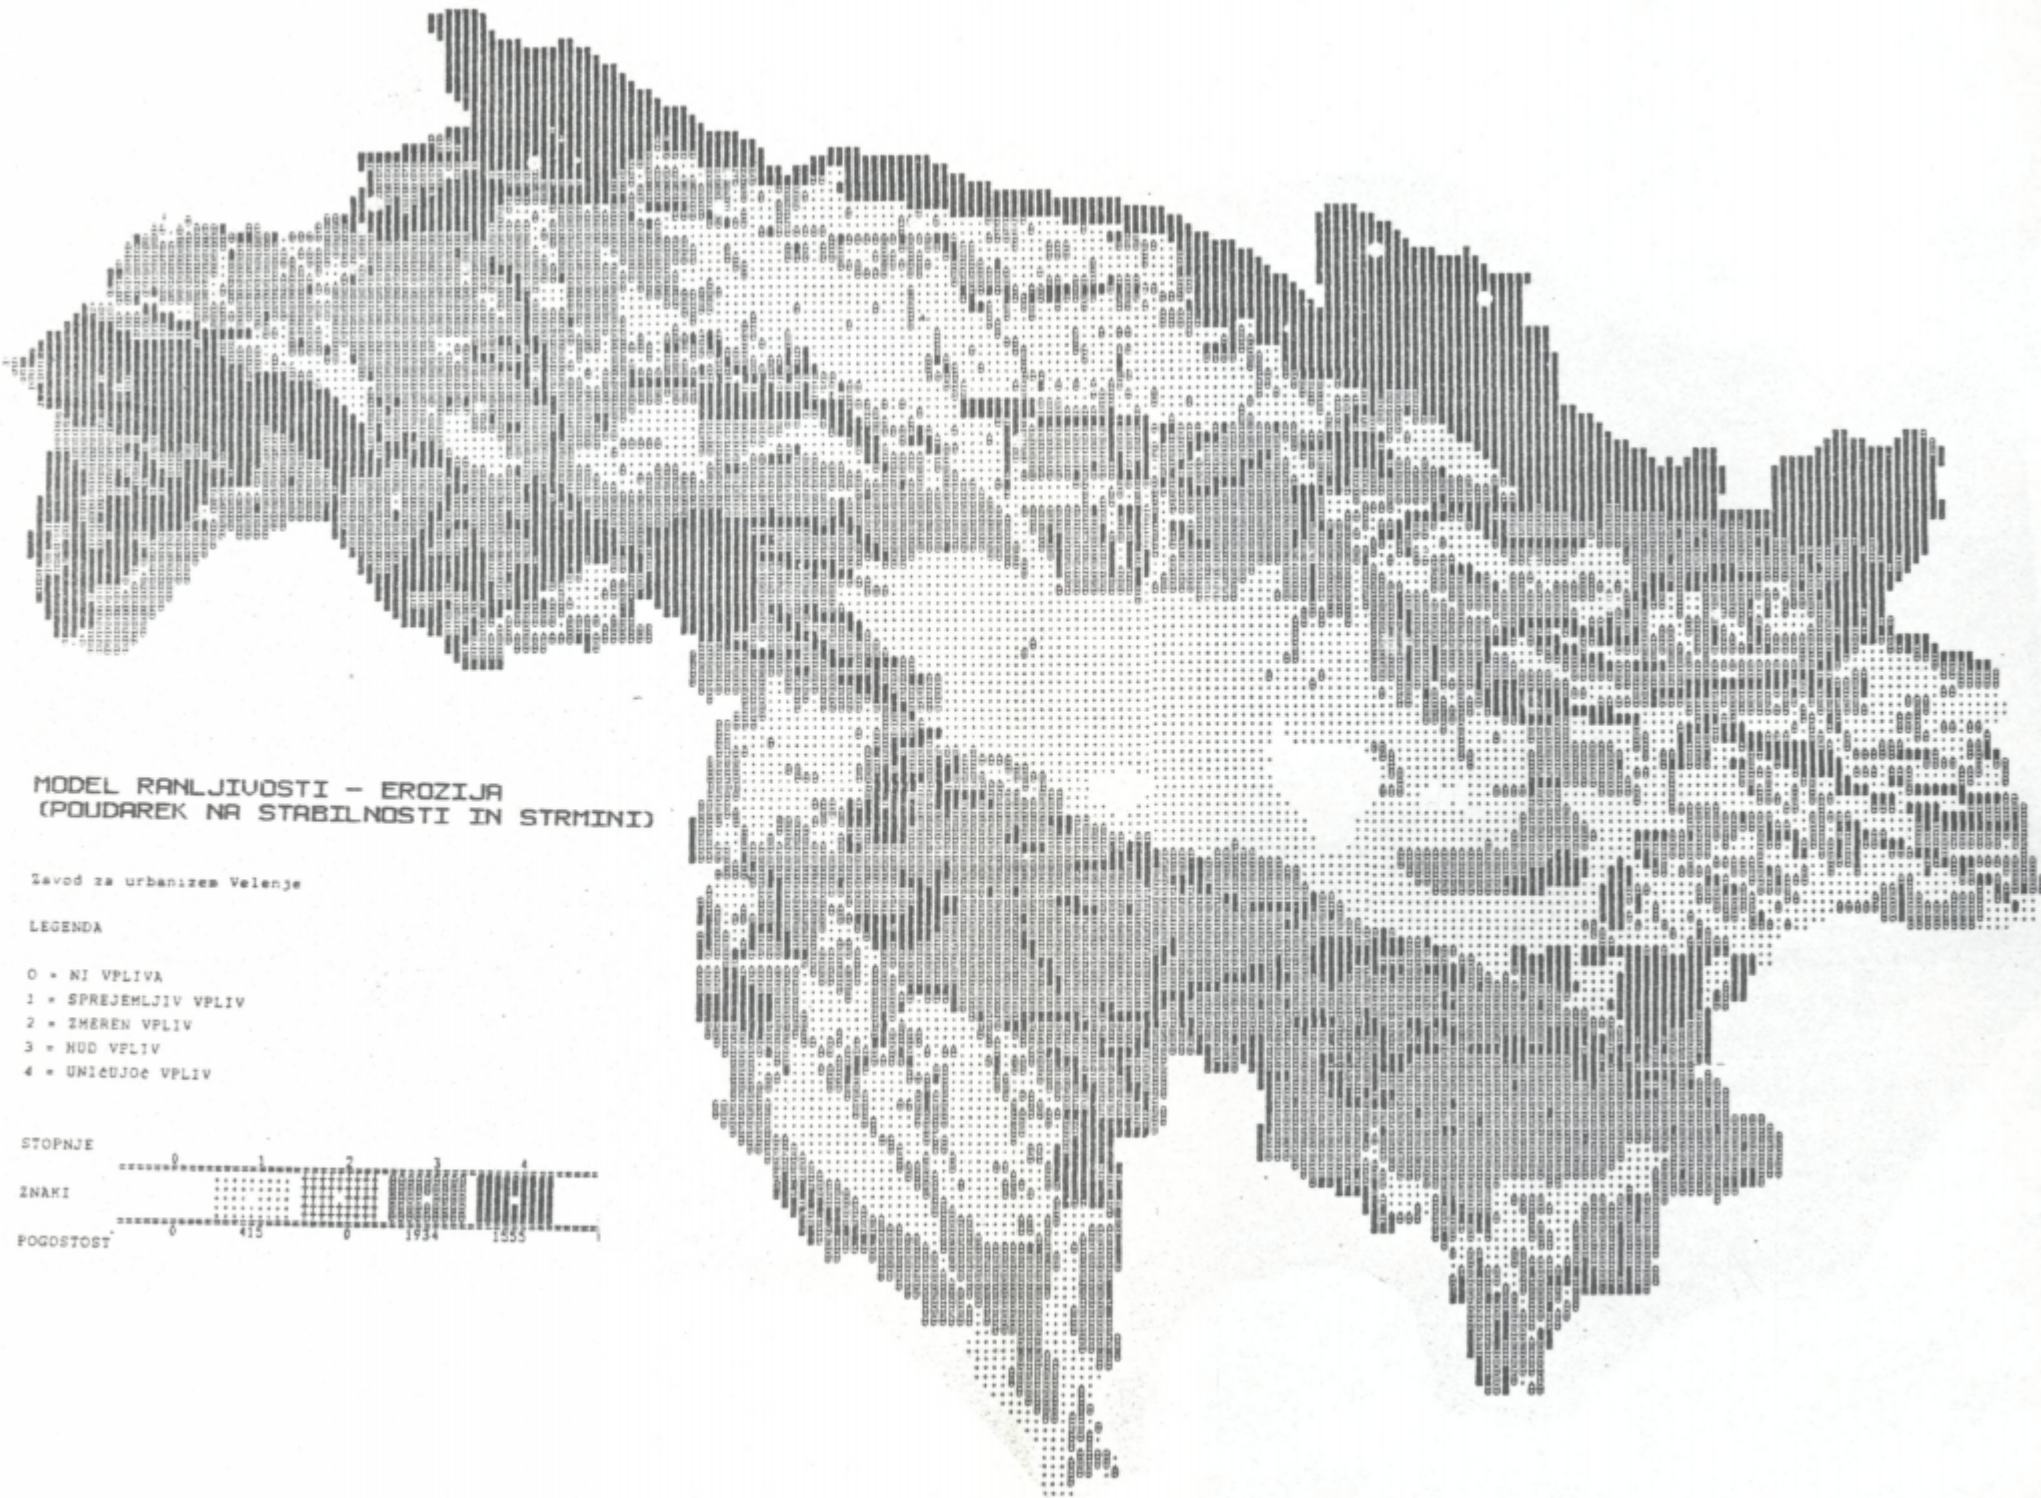 MODEL RANLJIVOSTI – EROZIJA
(POUDAREK NA STABILNOSTI IN STRMINI)
Zavod za urbanizem Velenje
LEGENDA
0 = NI VPLIVA
1 = SPREJEMLJIV VPLIV
2 = ZMEREN VPLIV
3 = HUD VPLIV
4 = UNIčUJOč VPLIV
STOPNJE
0 1 2 3 4
ZNAKI
0 415 0 1934 1555
POGOSTOST